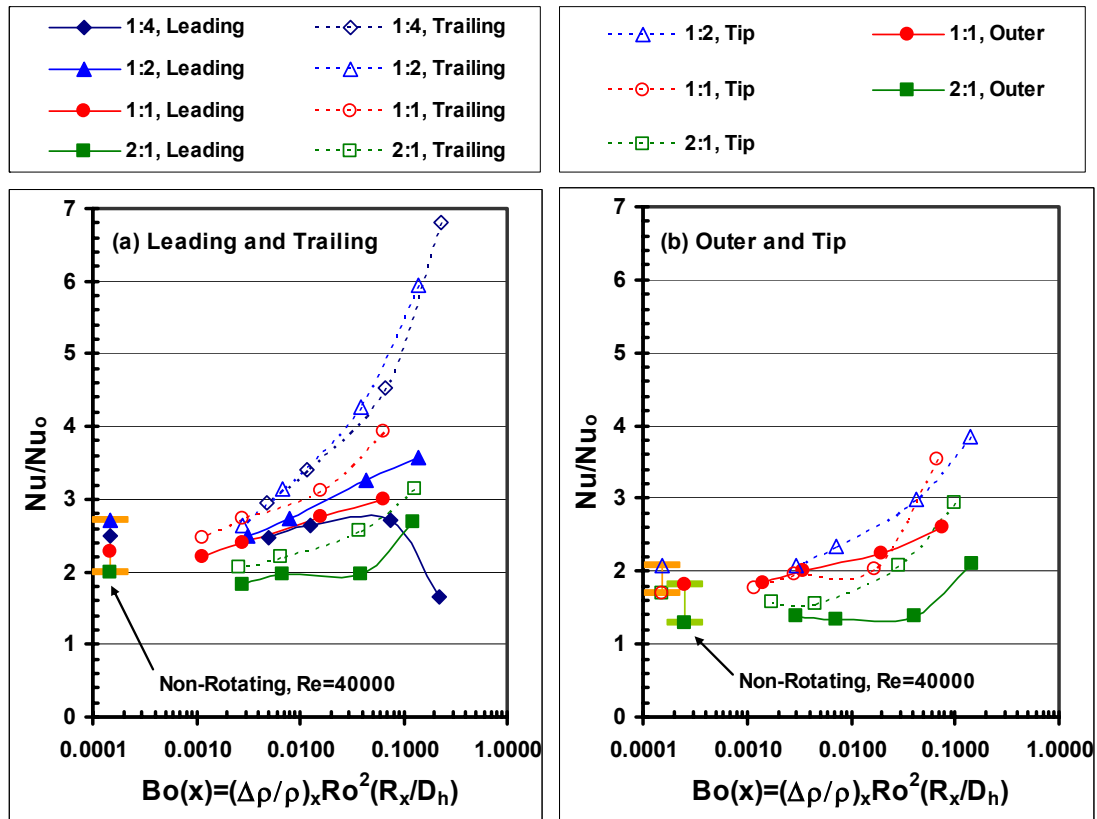 1:4, Leading 1:4, Trailing
1:2, Leading 1:2, Trailing
1:1, Leading 1:1, Trailing
2:1, Leading 2:1, Trailing
1:2, Tip 1:1, Outer
1:1, Tip 2:1, Outer
2:1, Tip
(a) Leading and Trailing
7
6
5
4
3
2
1
0
Nu/Nuo
Non-Rotating, Re=40000
0.0001 0.0010 0.0100 0.1000 1.0000
Bo(x)=(Δρ/ρ)xRo²(Rx/Dh)
(b) Outer and Tip
7
6
5
4
3
2
1
0
Nu/Nuo
Non-Rotating, Re=40000
0.0001 0.0010 0.0100 0.1000 1.0000
Bo(x)=(Δρ/ρ)xRo²(Rx/Dh)